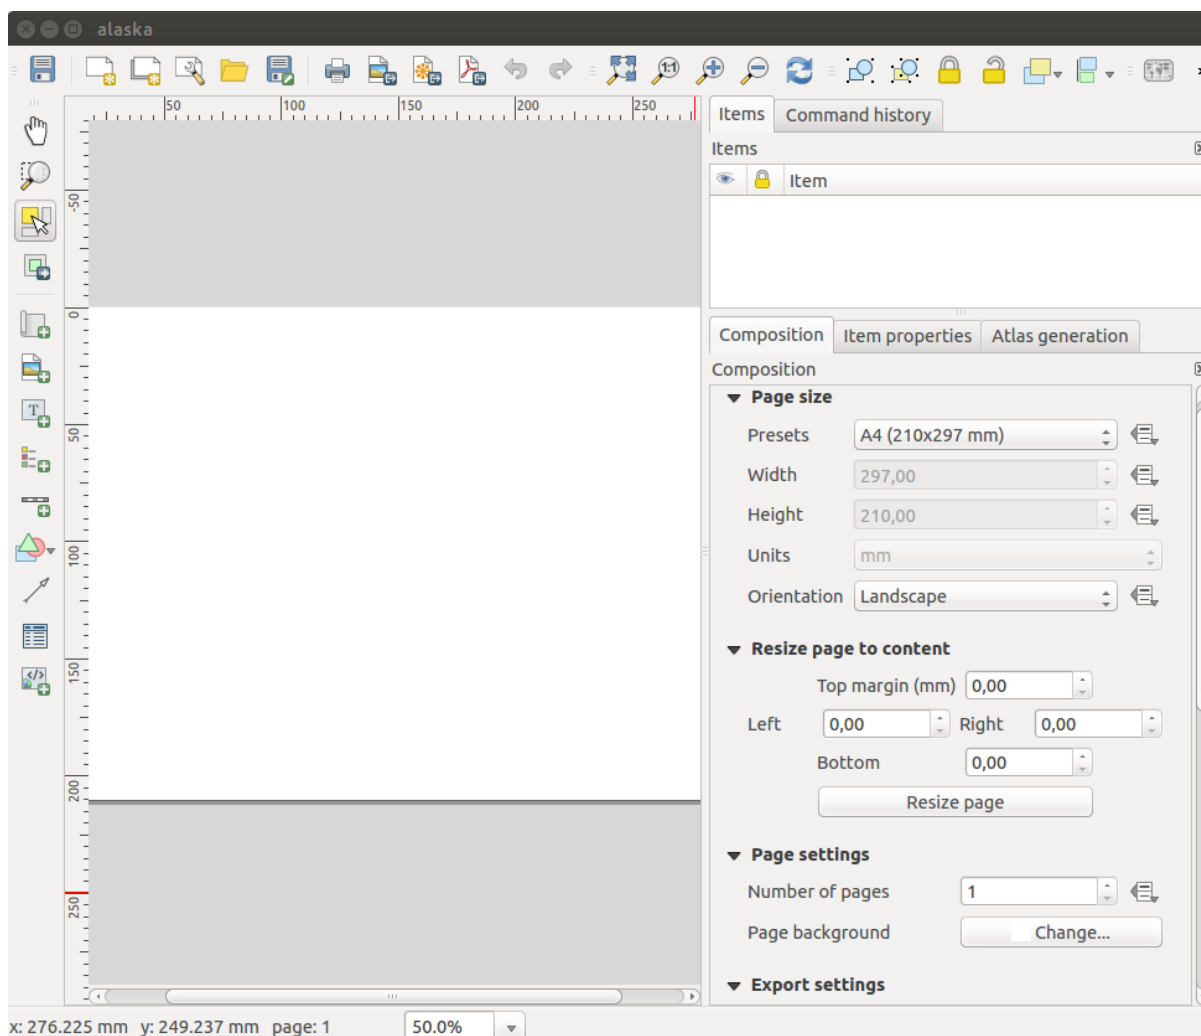 alaska
1:1
50 100 150 200 250
Items Command history
Items
Item
-50
0
50
100
150
200
250
T
</>
Composition Item properties Atlas generation
Composition
Page size
Presets A4 (210x297 mm)
Width 297,00
Height 210,00
Units mm
Orientation Landscape
Resize page to content
Top margin (mm) 0,00
Left 0,00 Right 0,00
Bottom 0,00
Resize page
Page settings
Number of pages 1
Page background Change...
Export settings
x: 276.225 mm y: 249.237 mm page: 1 50.0%